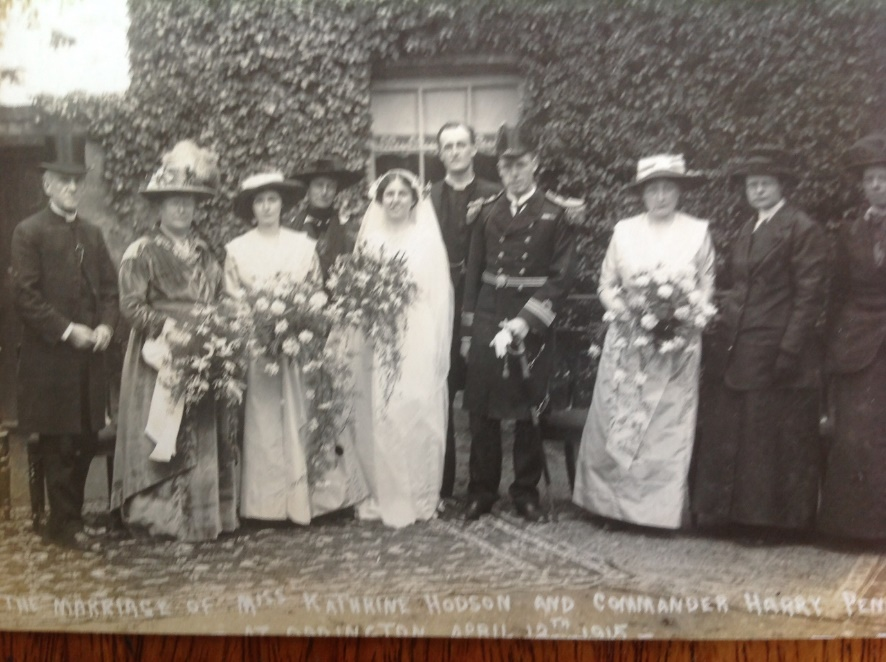 THE MARRIAGE OF MISS KATHRINE HODSON AND COMMANDER HARRY PEN
AT ODDINGTON APRIL 12TH 1915 -